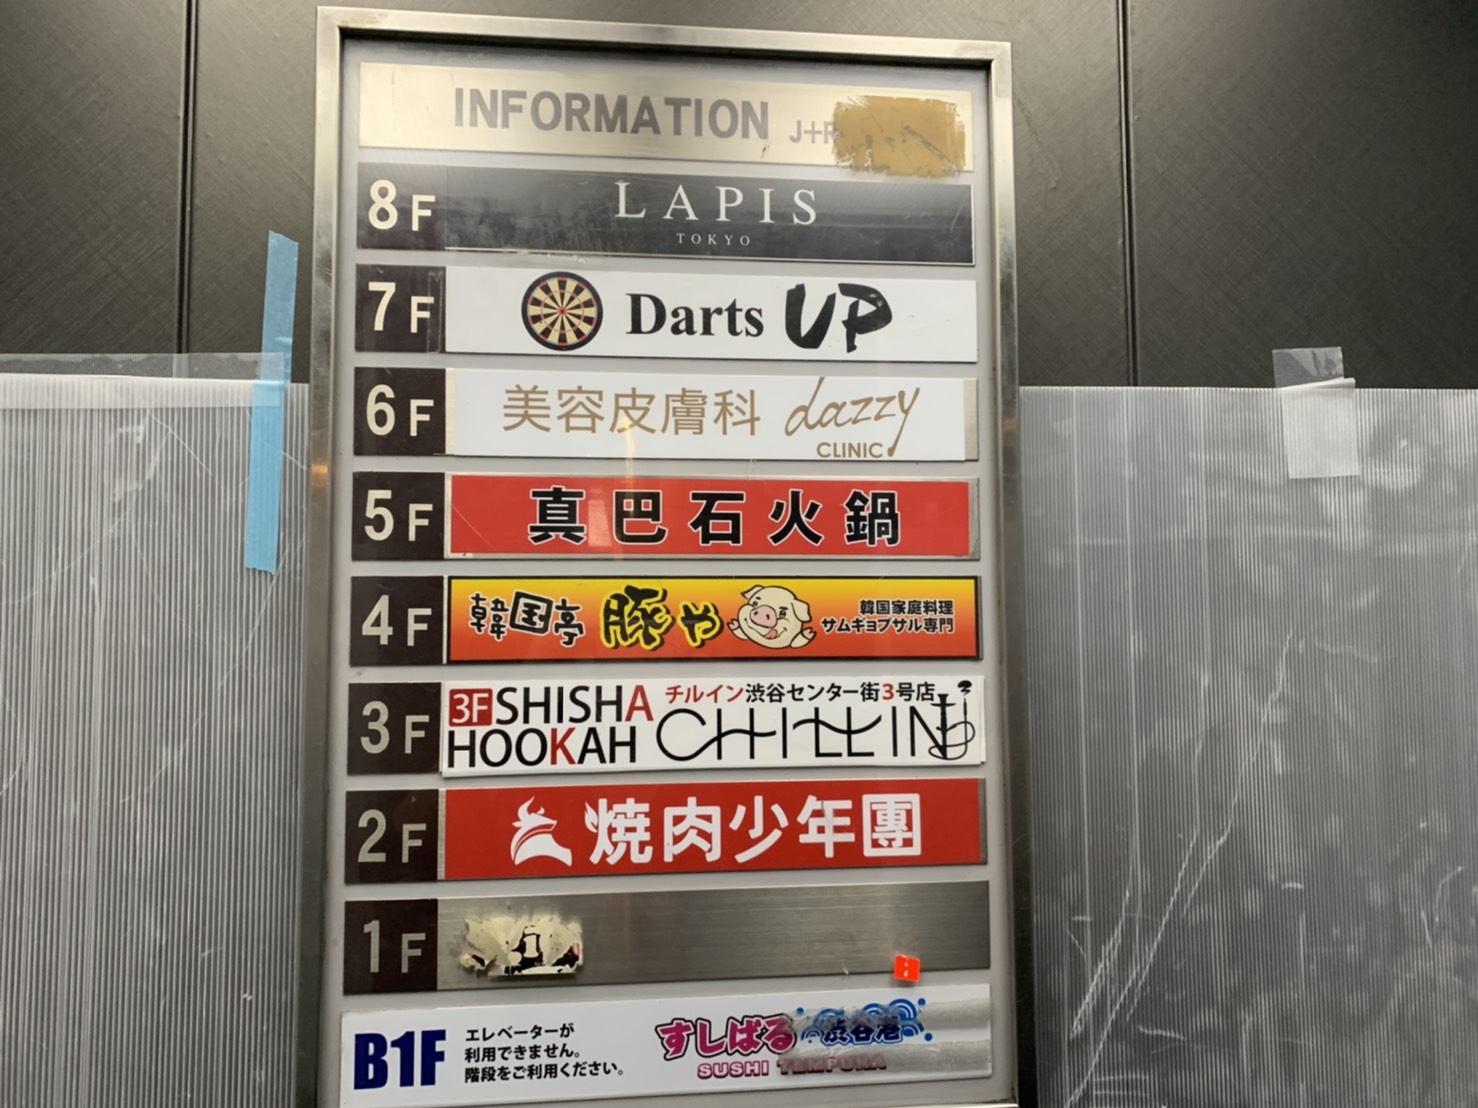 INFORMATION
8F LAPIS
TOKYO
7F Darts UP
6F 美容皮膚科 dazzy
CLINIC
5F 真巴石火鍋
4F 韓国亭 豚や 韓国家庭料理
サムギョプサル専門
3F 3F SHISHA チルイン渋谷センター街3号店
HOOKAH CHILLIN
2F 焼肉少年團
1F
B1F エレベーターが
利用できません。
階段をご利用ください。
すしばる 渋谷港
SUSHI TEMPURA